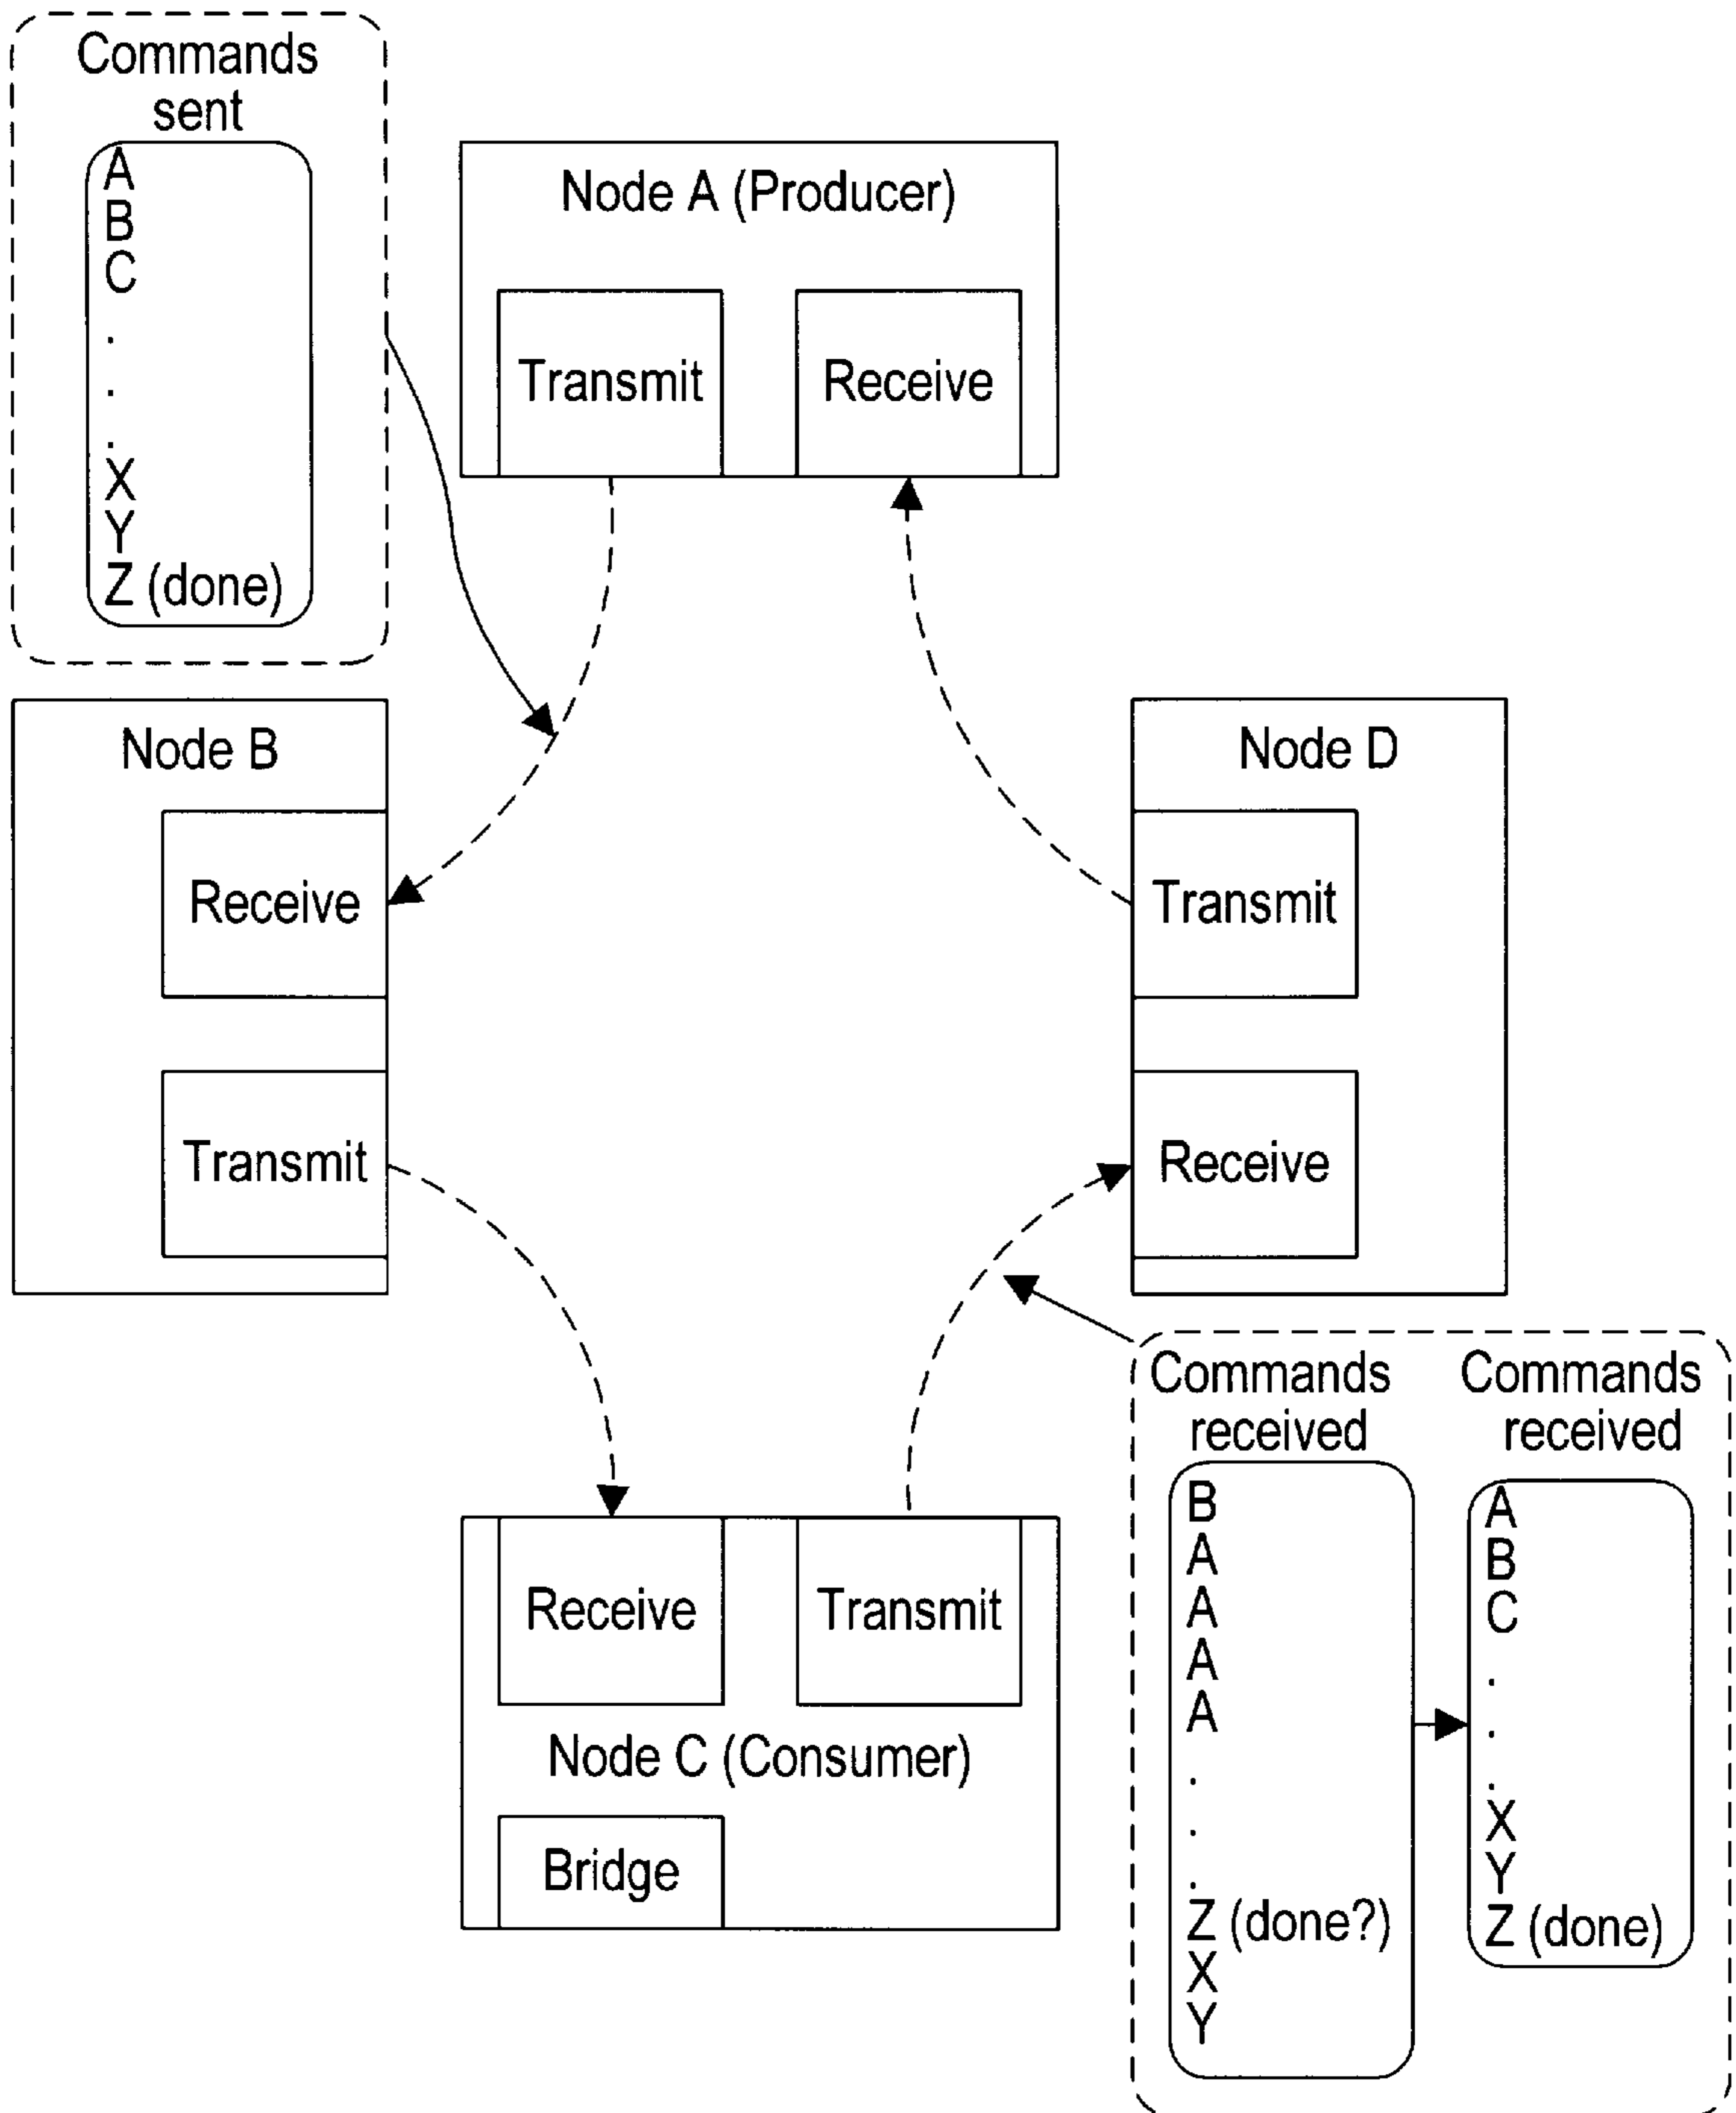 Commands
sent
A
B
C
.
.
.
X
Y
Z (done)
Node A (Producer)
Transmit
Receive
Node B
Receive
Transmit
Node D
Transmit
Receive
Receive
Transmit
Node C (Consumer)
Bridge
Commands
received
B
A
A
A
A
.
.
.
Z (done?)
X
Y
Commands
received
A
B
C
.
.
.
X
Y
Z (done)